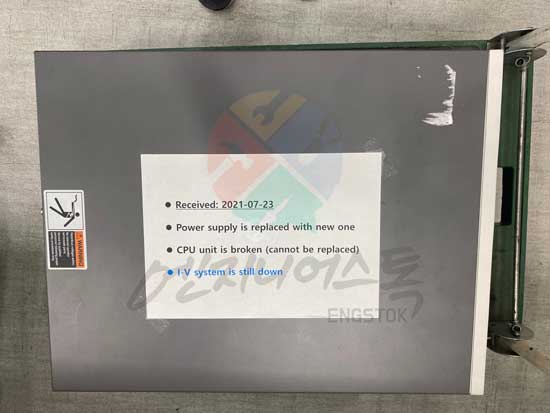 ● Received: 2021-07-23
● Power supply is replaced with new one
● CPU unit is broken (cannot be replaced)
● I-V system is still down
엔지니어스톡
ENGSTOK
WARNING